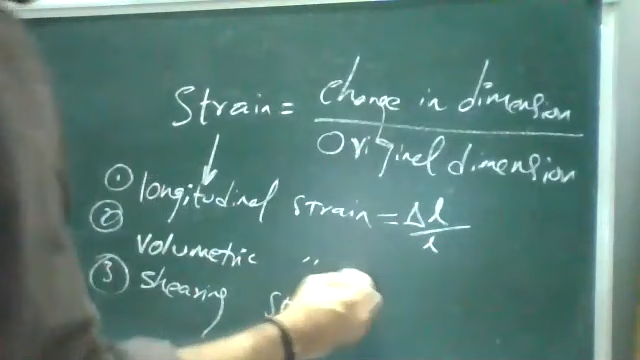 Strain = change in dimension
Original dimension
① longitudinal strain = Δl
l
② volumetric "
③ shearing